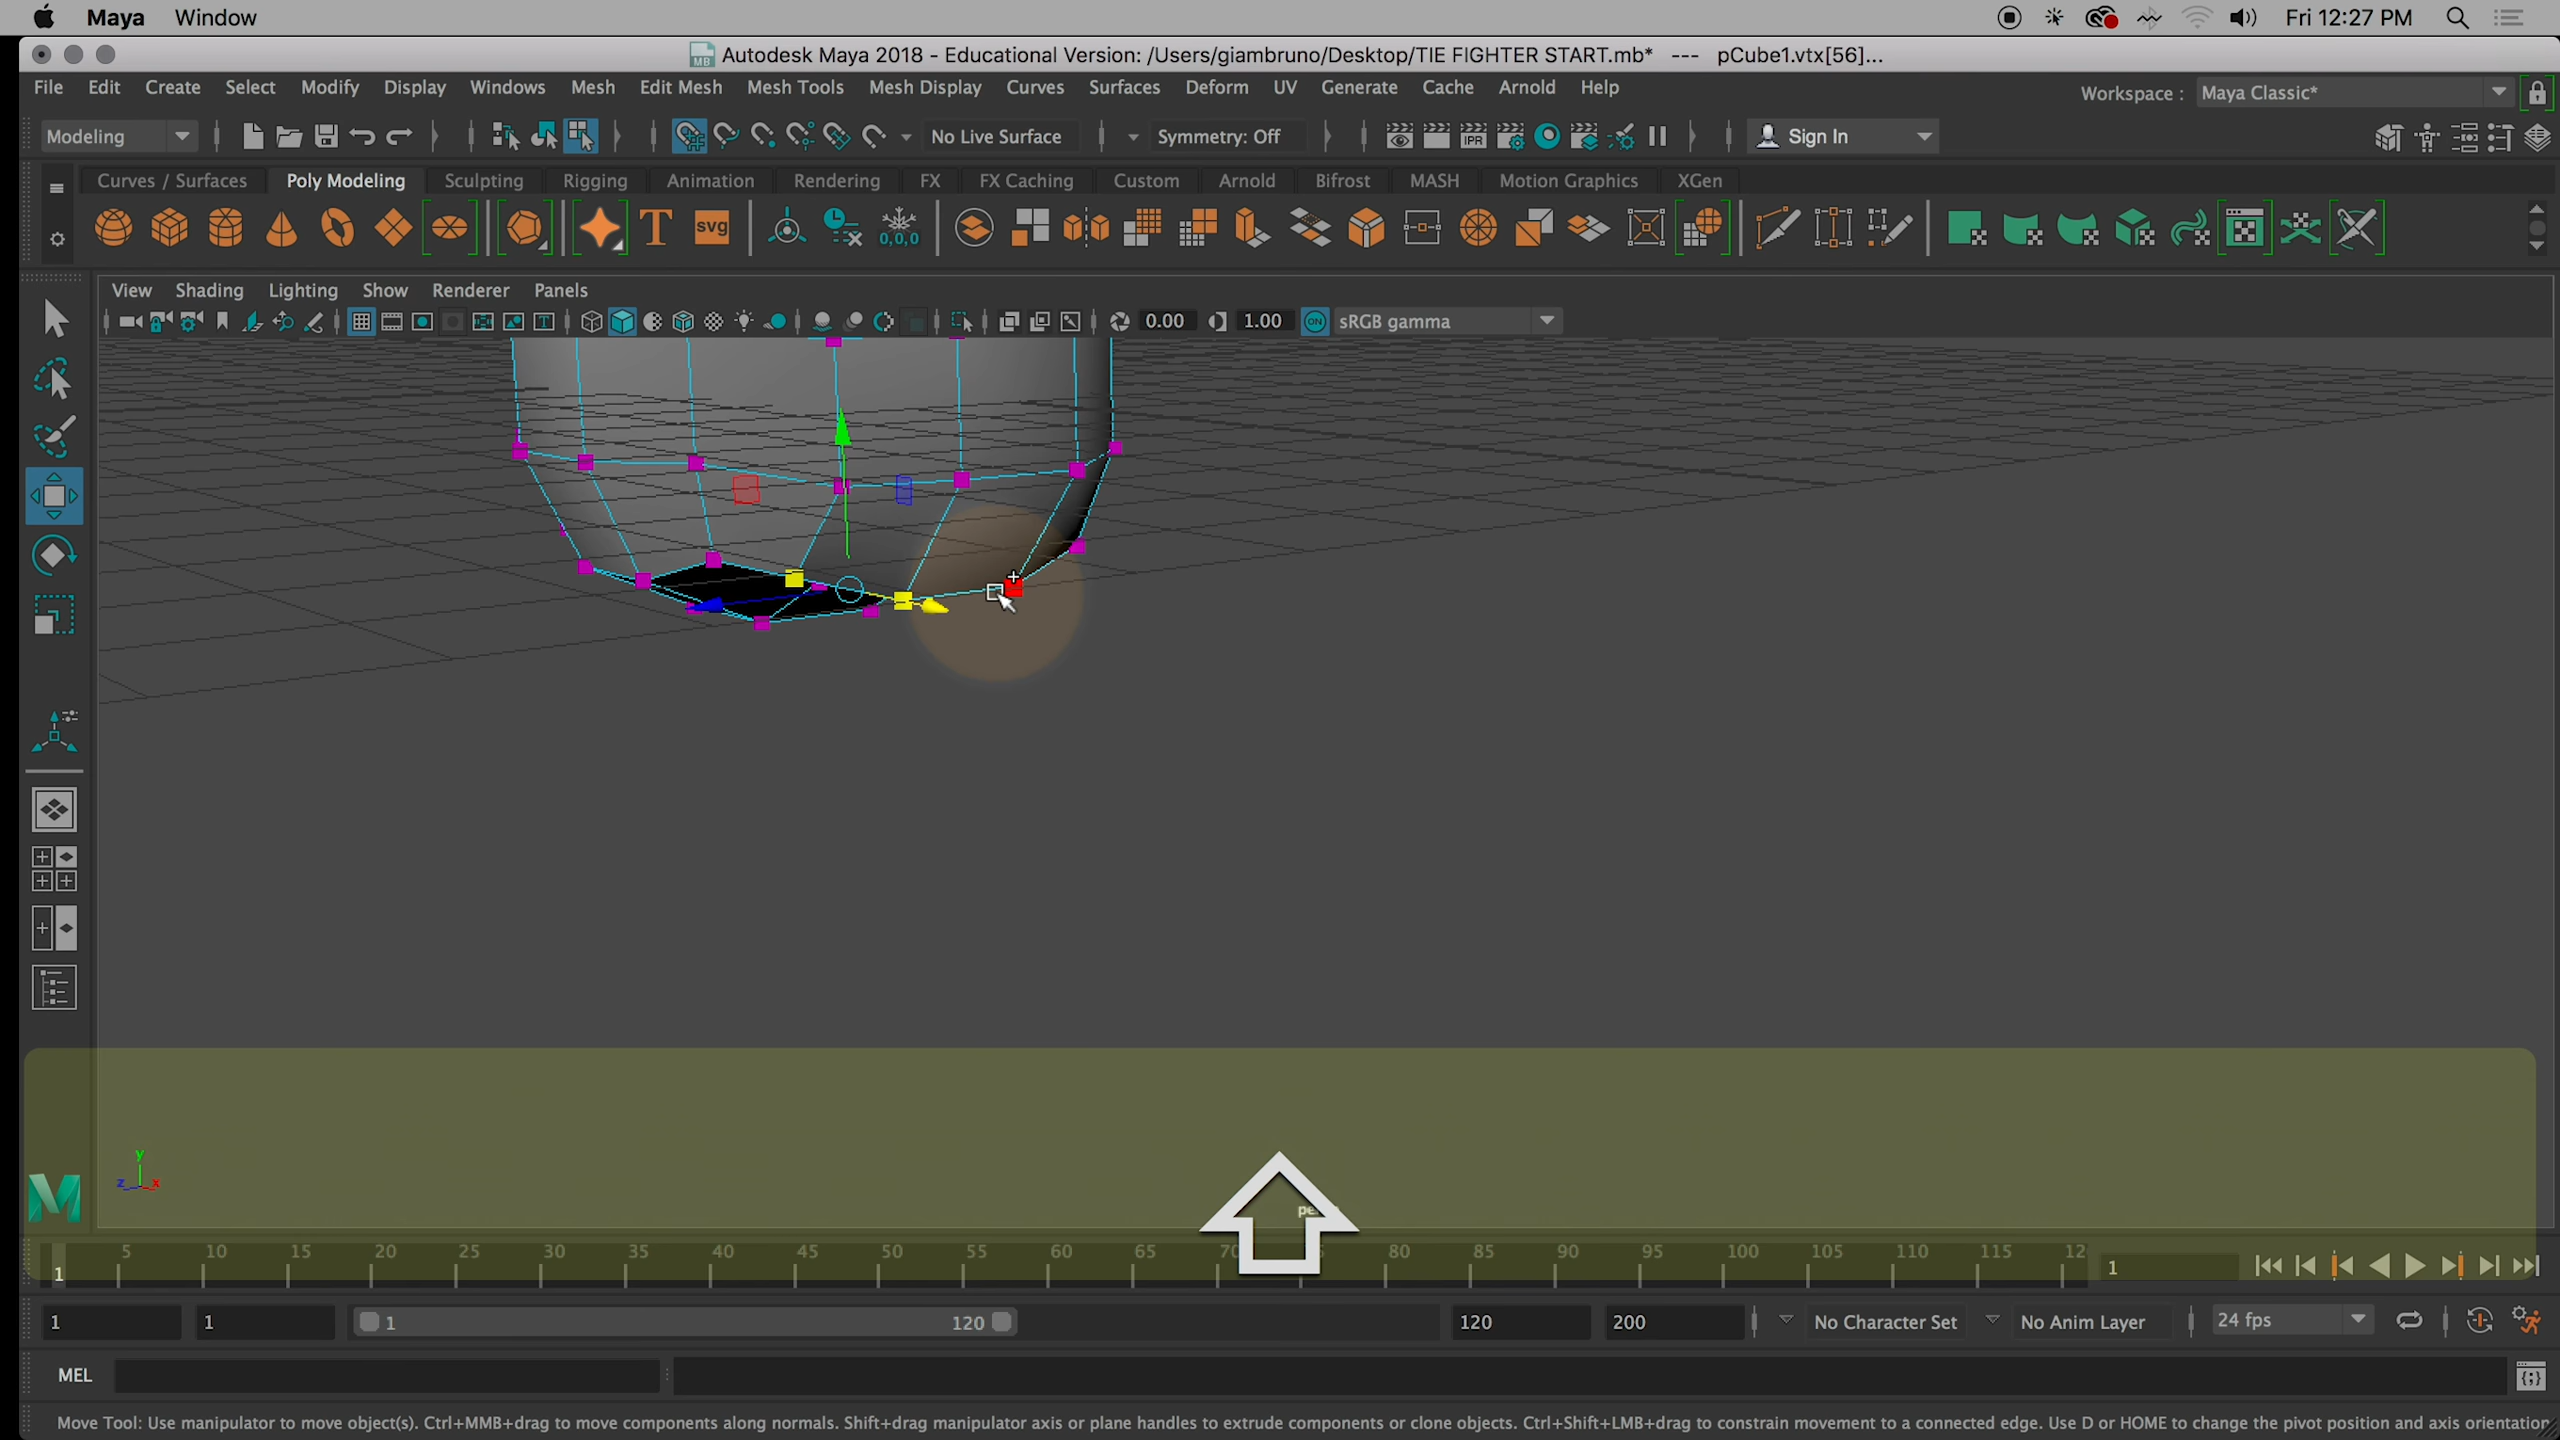 Maya Window Fri 12:27 PM
MB Autodesk Maya 2018 - Educational Version: /Users/giambruno/Desktop/TIE FIGHTER START.mb* --- pCube1.vtx[56]...
File Edit Create Select Modify Display Windows Mesh Edit Mesh Mesh Tools Mesh Display Curves Surfaces Deform UV Generate Cache Arnold Help Workspace : Maya Classic*
Modeling No Live Surface Symmetry: Off IPR Sign In
Curves / Surfaces Poly Modeling Sculpting Rigging Animation Rendering FX FX Caching Custom Arnold Bifrost MASH Motion Graphics XGen
T svg 0,0,0
View Shading Lighting Show Renderer Panels
0.00 1.00 ON sRGB gamma
y
z x
M
1 5 10 15 20 25 30 35 40 45 50 55 60 65 70 80 85 90 95 100 105 110 115 12 1
1 1 1 120 120 200 No Character Set No Anim Layer 24 fps
MEL
Move Tool: Use manipulator to move object(s). Ctrl+MMB+drag to move components along normals. Shift+drag manipulator axis or plane handles to extrude components or clone objects. Ctrl+Shift+LMB+drag to constrain movement to a connected edge. Use D or HOME to change the pivot position and axis orientation